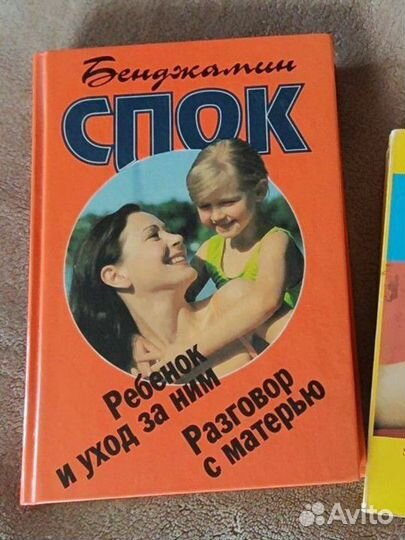 Бенджамин
СПОК
Ребенок
и уход за ним
Разговор
с матерью
Avito